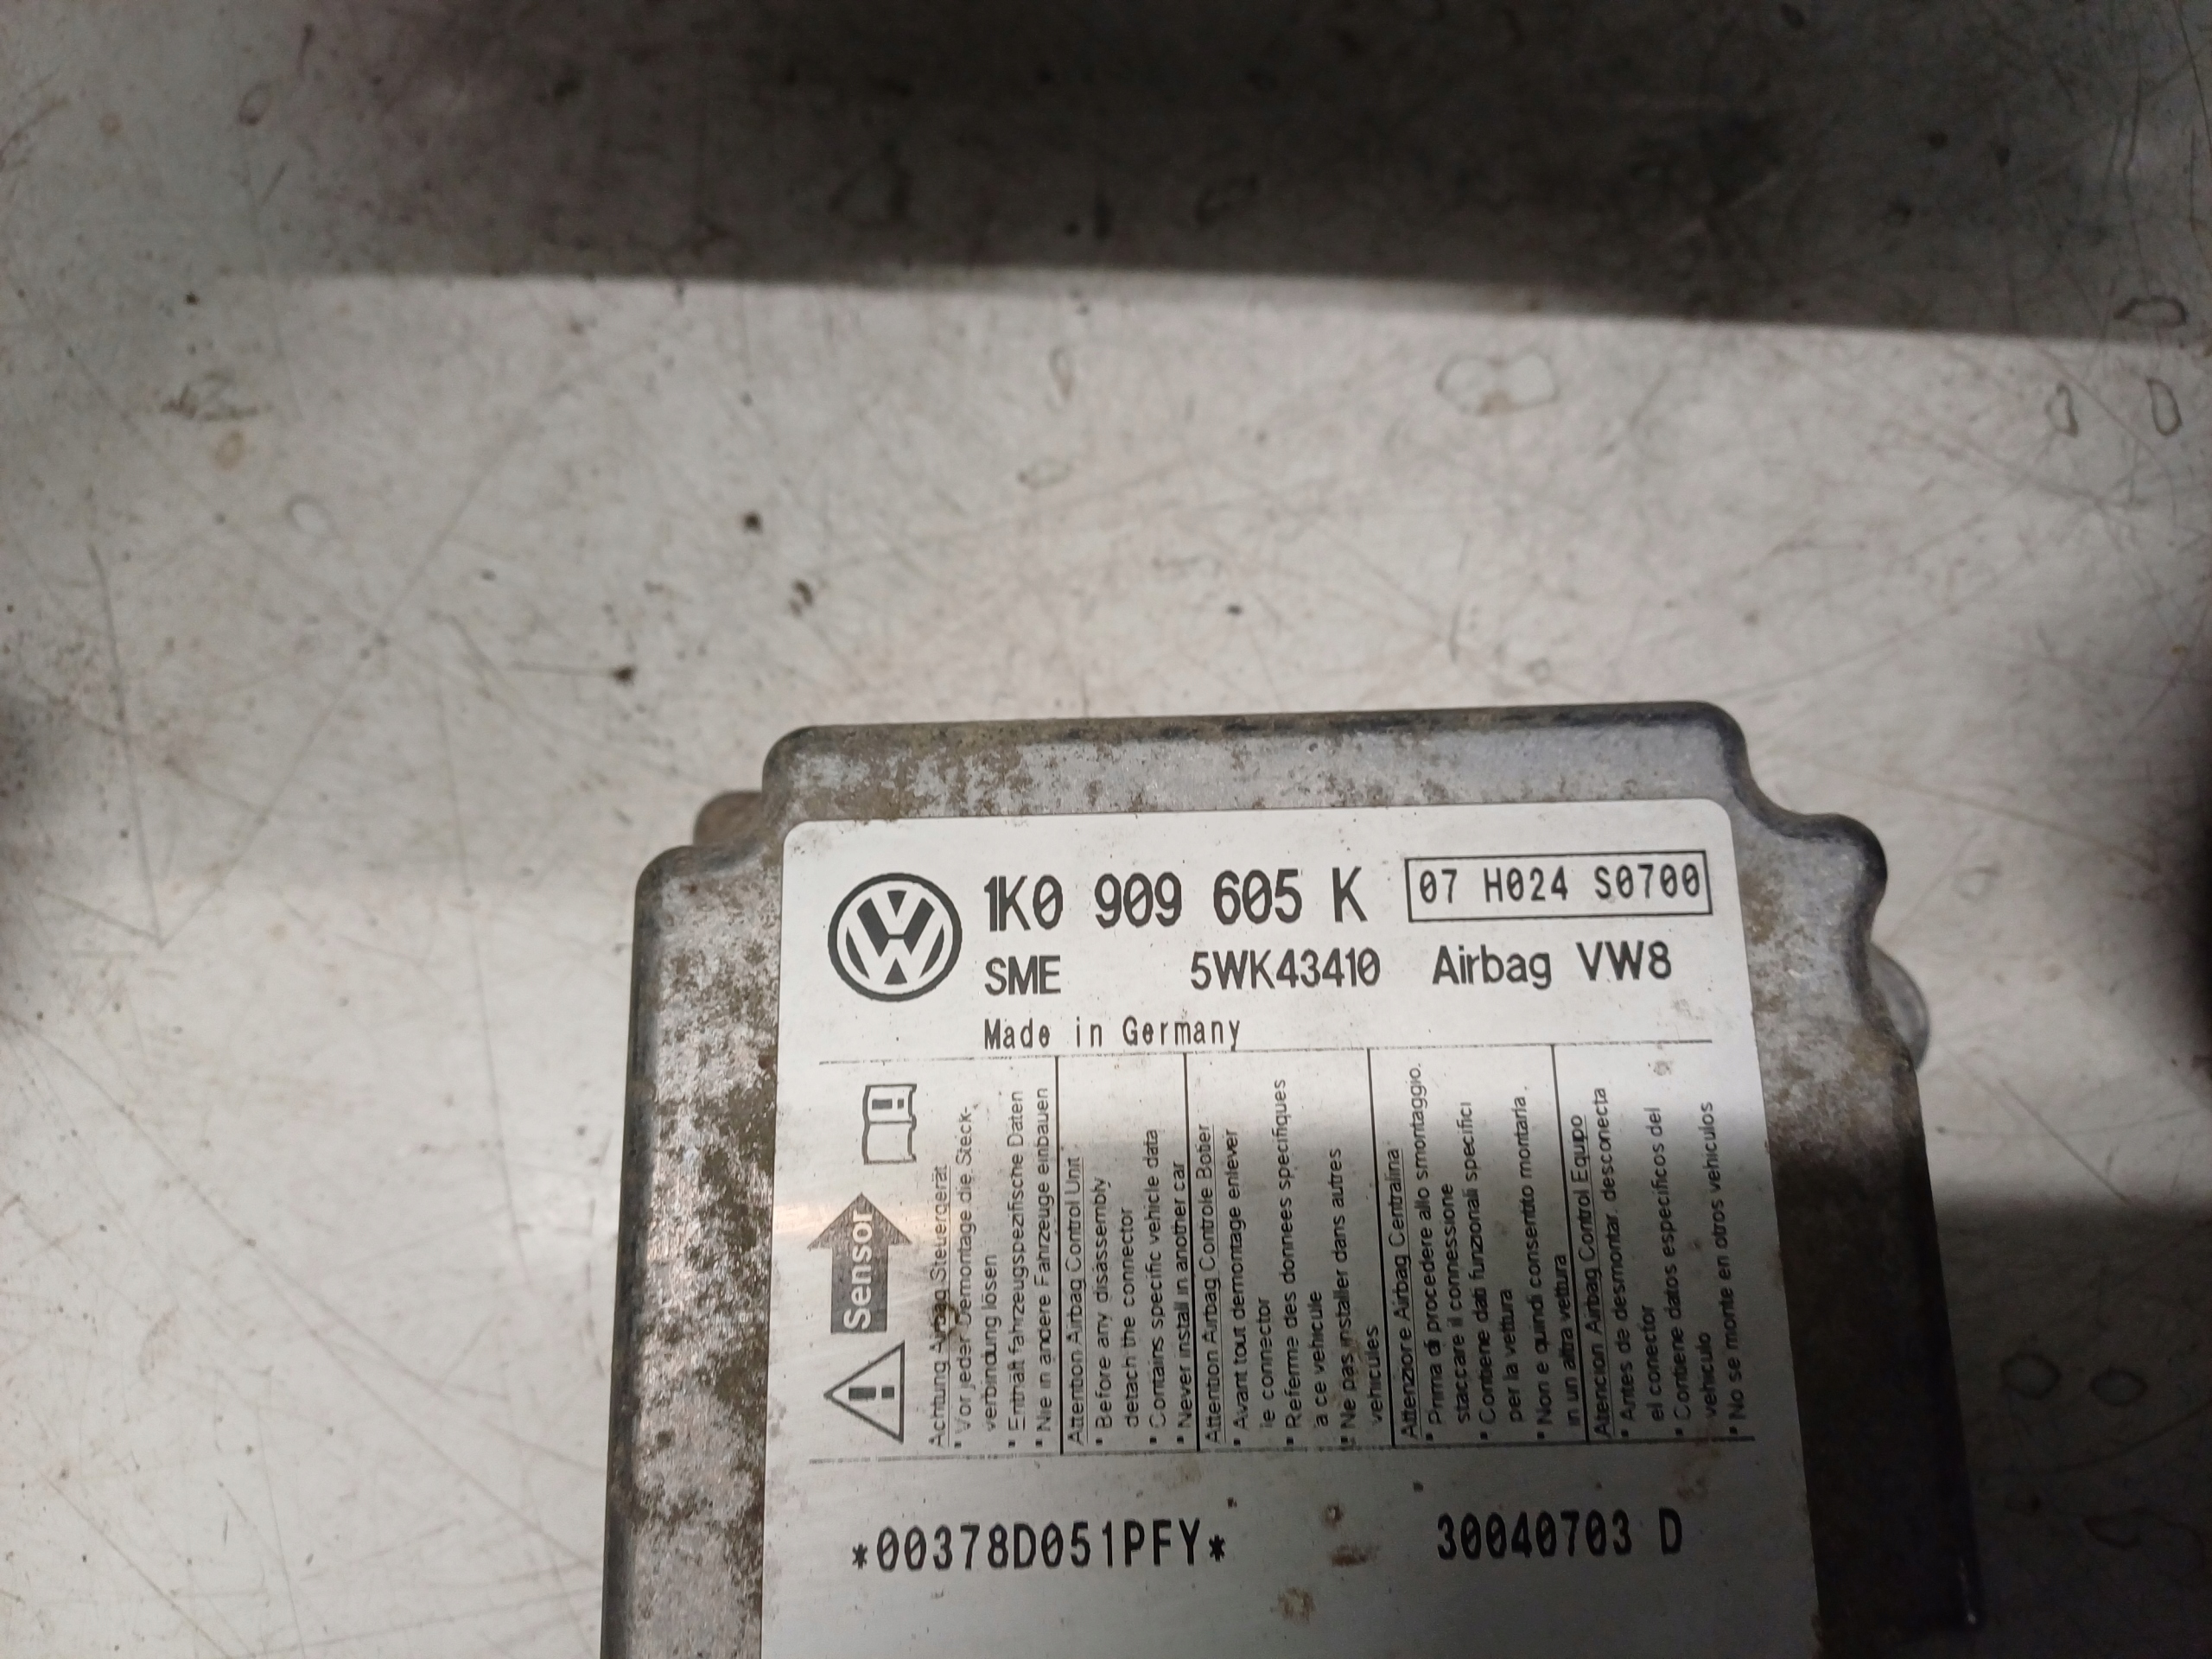 1K0 909 605 K
07 H024 S0700
SME 5WK43410 Airbag VW8
Made in Germany
Sensor
Achtung Airbag Steuergerät
* Vor jeder Demontage die Steck-
verbindung lösen
* Enthält fahrzeugspezifische Daten
* Nie in andere Fahrzeuge einbauen
Attention Airbag Control Unit
* Before any disassembly
detach the connector
* Contains specific vehicle data
* Never install in another car
Attention Airbag Controle Botier
* Avant tout demontage enlever
le connector
* Referme des donnees specifiques
a ce vehicule
* Ne pas installer dans autres
vehicules
Attenzione Airbag Centralina
* Prima di procedere allo smontaggio.
staccare il connessione
* Contiene dati funzionali specifici
per la vettura
* Non e quindi consentito montarla.
in un altra vettura
Atencion Airbag Control Equipo
* Antes de desmontar. desconecta
el conector
* Contiene datos especificos del
vehiculo
* No se monte en otros vehiculos
*00378D051PFY*
30040703 D